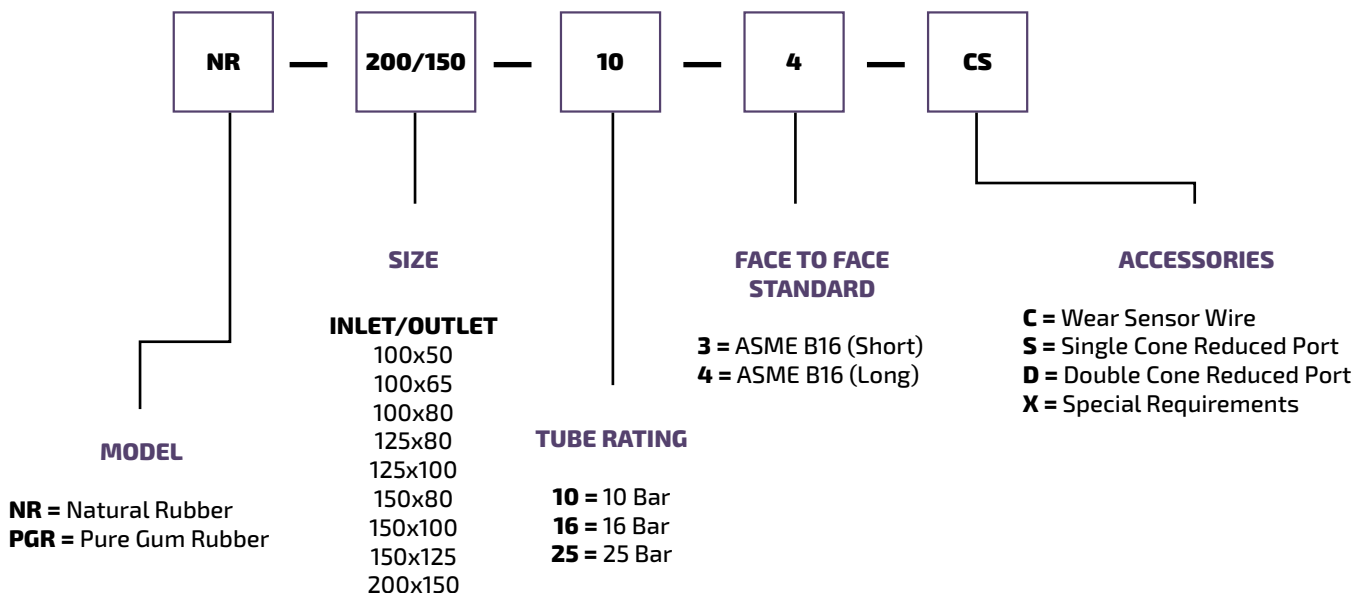 NR — 200/150 — 10 — 4 — CS
SIZE
INLET/OUTLET
100x50
100x65
100x80
125x80
125x100
150x80
150x100
150x125
200x150
FACE TO FACE
STANDARD
3 = ASME B16 (Short)
4 = ASME B16 (Long)
ACCESSORIES
C = Wear Sensor Wire
S = Single Cone Reduced Port
D = Double Cone Reduced Port
X = Special Requirements
MODEL
NR = Natural Rubber
PGR = Pure Gum Rubber
TUBE RATING
10 = 10 Bar
16 = 16 Bar
25 = 25 Bar